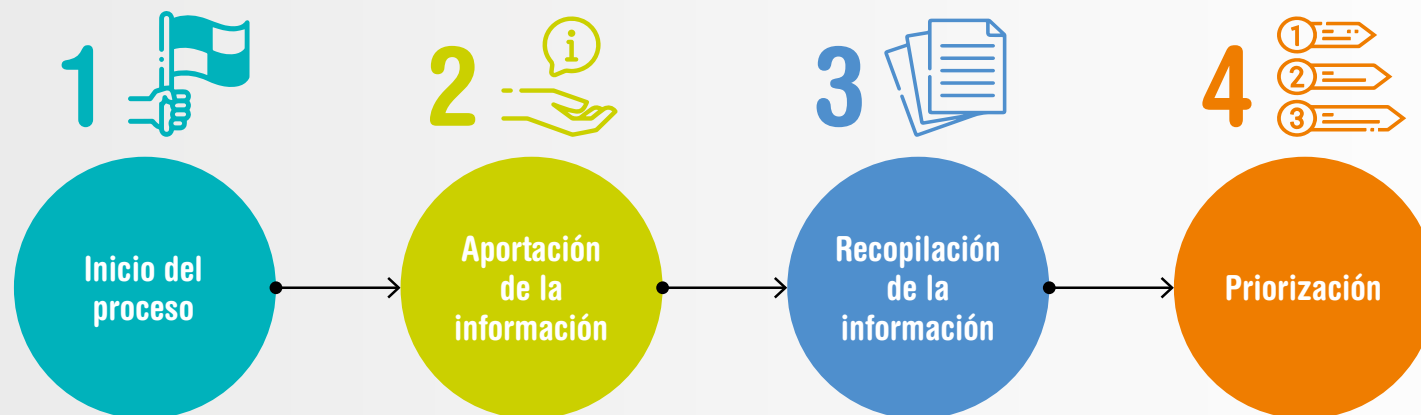 1
2
i
3
4
1
2
3
Inicio del
proceso
Aportación
de la
información
Recopilación
de la
información
Priorización